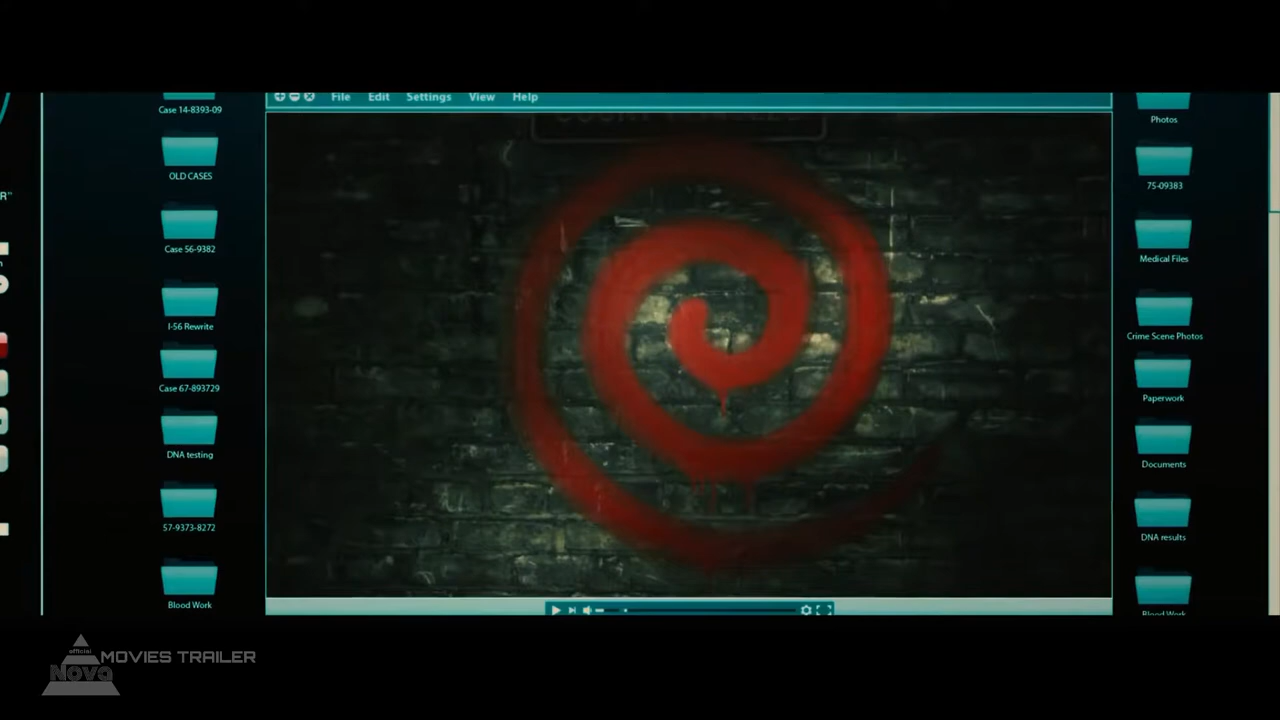 Case 14-8393-09
OLD CASES
Case 56-9382
I-56 Rewrite
Case 67-893729
DNA testing
57-9373-8272
Blood Work
File Edit Settings View Help
Photos
75-09383
Medical Files
Crime Scene Photos
Paperwork
Documents
DNA results
Blood Work
R"
official
Nova
MOVIES TRAILER